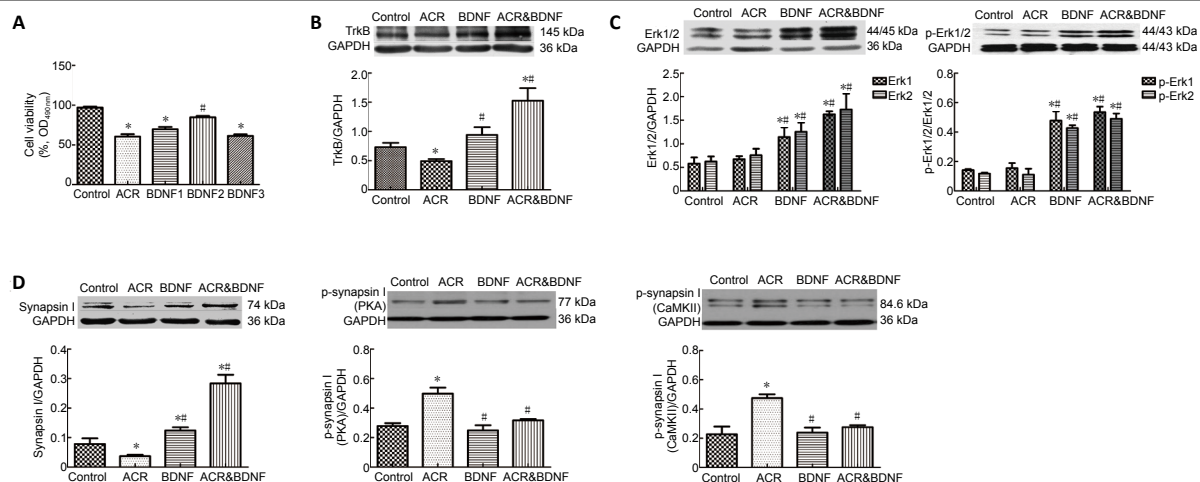 A
Cell viability
(%, OD490nm)
150
100
50
0
*
*
#
*
Control ACR BDNF1 BDNF2 BDNF3
B
Control ACR BDNF ACR&BDNF
TrkB
145 kDa
GAPDH
36 kDa
TrkB/GAPDH
2.0
1.5
1.0
0.5
0
*
#
*#
Control ACR BDNF ACR&BDNF
C
Control ACR BDNF ACR&BDNF
Erk1/2
44/45 kDa
GAPDH
36 kDa
Erk1/2/GAPDH
2.5
2.0
1.5
1.0
0.5
0.0
*#
*#
*#
*#
Erk1
Erk2
Control ACR BDNF ACR&BDNF
Control ACR BDNF ACR&BDNF
p-Erk1/2
44/43 kDa
GAPDH
44/43 kDa
p-Erk1/2/Erk1/2
0.8
0.6
0.4
0.2
0
*#
*#
*#
*#
p-Erk1
p-Erk2
Control ACR BDNF ACR&BDNF
D
Control ACR BDNF ACR&BDNF
Synapsin I
74 kDa
GAPDH
36 kDa
Synapsin I/GAPDH
0.4
0.3
0.2
0.1
0
*
*#
*#
Control ACR BDNF ACR&BDNF
Control ACR BDNF ACR&BDNF
p-synapsin I
(PKA)
77 kDa
GAPDH
36 kDa
p-synapsin I
(PKA)/GAPDH
0.8
0.6
0.4
0.2
0
*
#
#
Control ACR BDNF ACR&BDNF
Control ACR BDNF ACR&BDNF
p-synapsin I
(CaMKII)
84.6 kDa
GAPDH
36 kDa
p-synapsin I
(CaMKII)/GAPDH
0.8
0.6
0.4
0.2
0
*
#
#
Control ACR BDNF ACR&BDNF